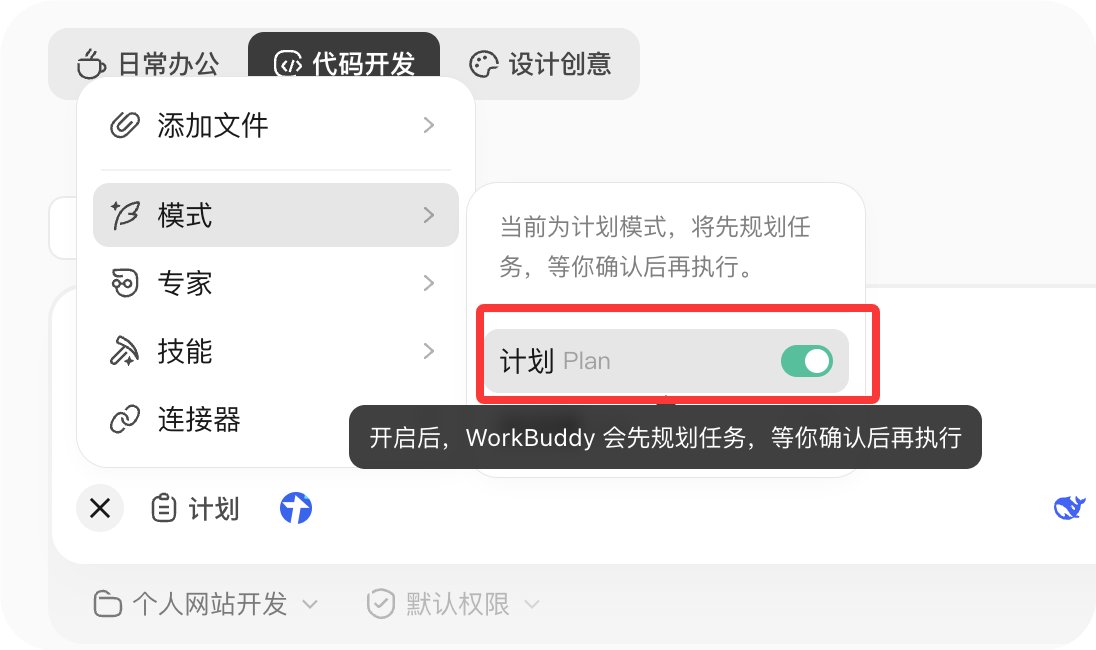 日常办公
代码开发
设计创意
添加文件
模式
专家
技能
连接器
当前为计划模式，将先规划任
务，等你确认后再执行。
计划 Plan
开启后，WorkBuddy 会先规划任务，等你确认后再执行
计划
个人网站开发
默认权限